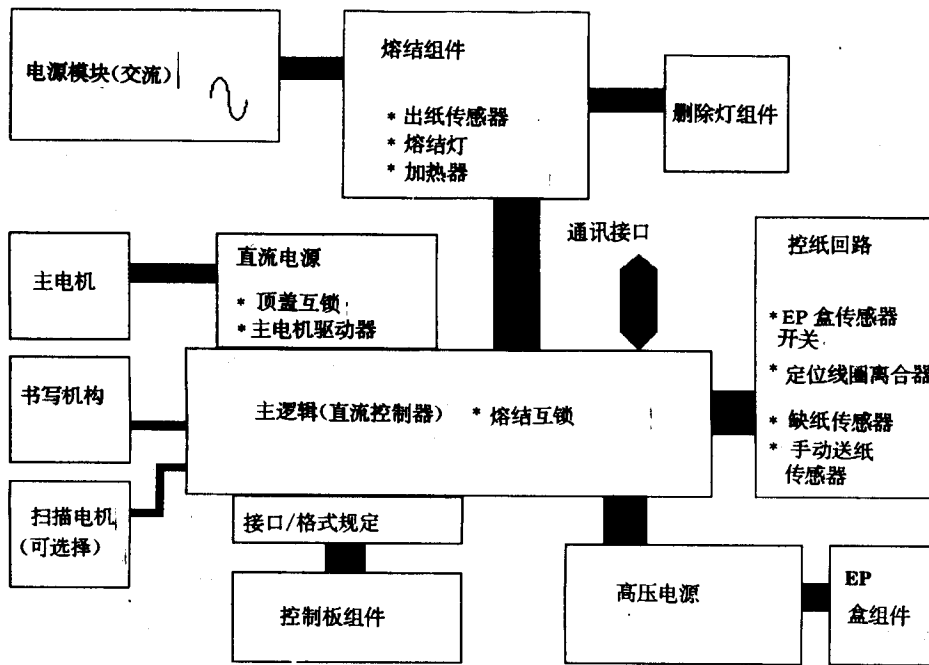 电源模块(交流)
熔结组件
* 出纸传感器
* 熔结灯
* 加热器
删除灯组件
主电机
直流电源
* 顶盖互锁
* 主电机驱动器
通讯接口
控纸回路
* EP 盒传感器
开关
* 定位线圈离合器
* 缺纸传感器
* 手动送纸
传感器
书写机构
主逻辑(直流控制器) * 熔结互锁
扫描电机
(可选择)
接口/格式规定
控制板组件
高压电源
EP
盒组件